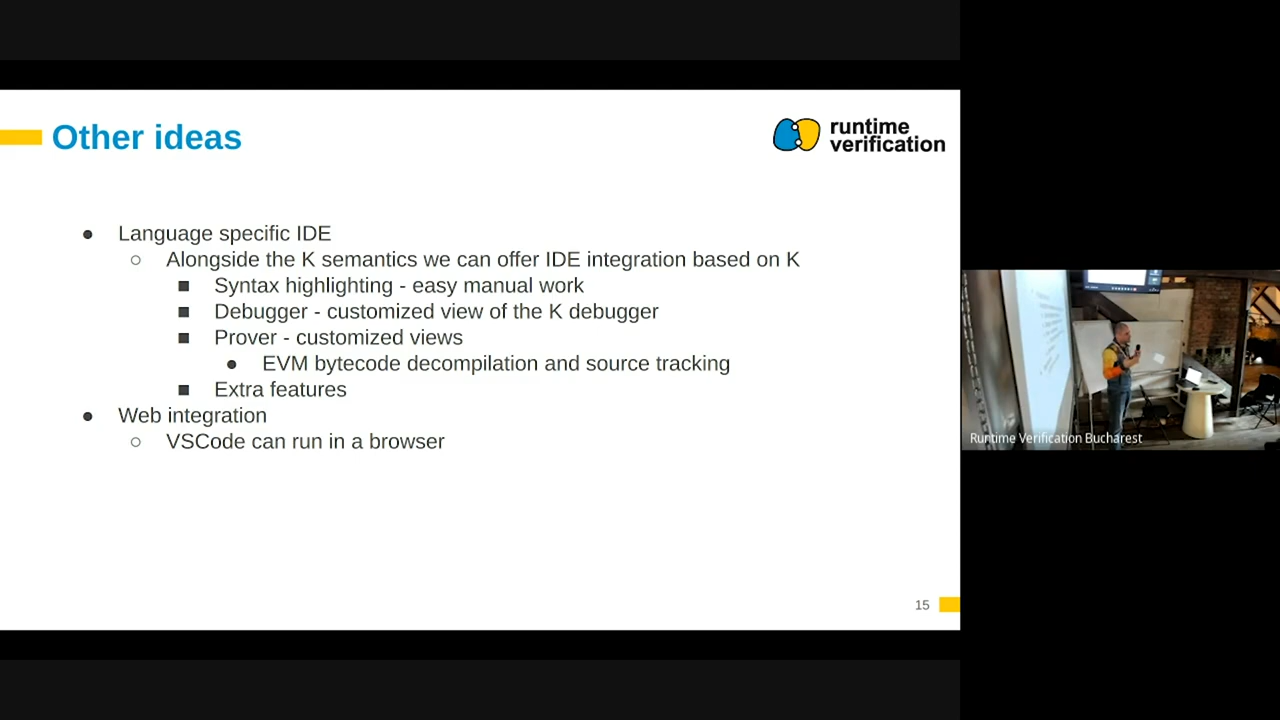 Other ideas
runtime
verification
● Language specific IDE
○ Alongside the K semantics we can offer IDE integration based on K
■ Syntax highlighting - easy manual work
■ Debugger - customized view of the K debugger
■ Prover - customized views
● EVM bytecode decompilation and source tracking
■ Extra features
● Web integration
○ VSCode can run in a browser
15
Runtime Verification Bucharest